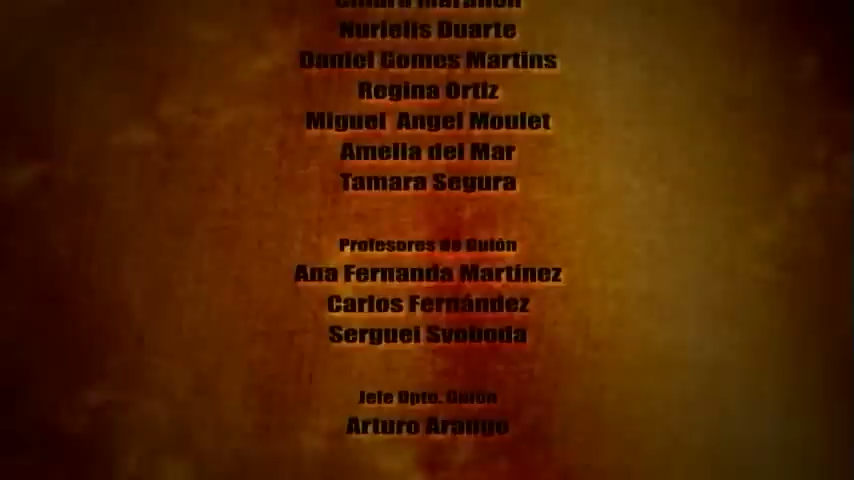 Nurielis Duarte
Daniel Gomes Martins
Regina Ortiz
Miguel Angel Moulet
Amelia del Mar
Tamara Segura
Profesores de Guión
Ana Fernanda Martínez
Carlos Fernández
Serguei Svoboda
Jefe Dpto. Guión
Arturo Arango